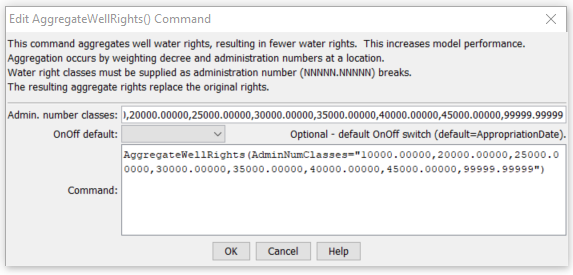 Edit AggregateWellRights() Command
This command aggregates well water rights, resulting in fewer water rights.  This increases model performance.
Aggregation occurs by weighting decree and administration numbers at a location.
Water right classes must be supplied as administration number (NNNNN.NNNNN) breaks.
The resulting aggregate rights replace the original rights.
Admin. number classes: ),20000.00000,25000.00000,30000.00000,35000.00000,40000.00000,45000.00000,99999.99999
OnOff default: Optional - default OnOff switch (default=AppropriationDate).
AggregateWellRights(AdminNumClasses="10000.00000,20000.00000,25000.0
0000,30000.00000,35000.00000,40000.00000,45000.00000,99999.99999")
Command:
OK Cancel Help